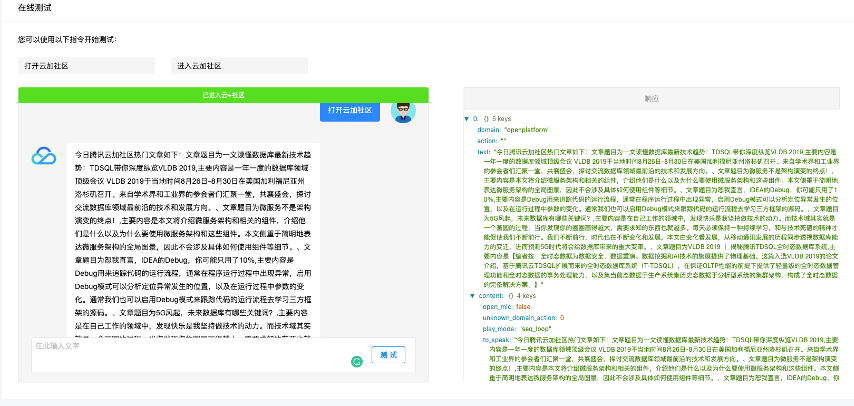 在线测试
您可以使用以下指令开始测试：
打开云加社区
进入云加社区
已进入云+社区
打开云加社区
今日腾讯云加社区热门文章如下：文章题目为一文读懂数据库最新技术趋
势：TDSQL带你深度纵览VLDB 2019,主要内容是一年一度的数据库领域
顶级会议 VLDB 2019于当地时间8月26日-8月30日在美国加利福尼亚州
洛杉矶召开。来自学术界和工业界的参会者们汇聚一堂，共襄盛会，探讨
交流数据库领域最前沿的技术和发展方向。、文章题目为微服务不是架构
演变的终点！,主要内容是本文将介绍微服务架构和相关的组件，介绍他
们是什么以及为什么要使用微服务架构和这些组件。本文侧重于简明地表
达微服务架构的全局图景，因此不会涉及具体如何使用组件等细节。、文
章题目为恕我直言，IDEA的Debug，你可能只用了10%,主要内容是
Debug用来追踪代码的运行流程，通常在程序运行过程中出现异常，启用
Debug模式可以分析定位异常发生的位置，以及在运行过程中参数的变
化。通常我们也可以启用Debug模式来跟踪代码的运行流程去学习三方框
架的源码。、文章题目为5G风起，未来数据库有哪些关键词？,主要内容
是在自己工作的领域中，发现快乐是我坚持做技术的动力。而技术域其实
在此输入文字
测 试
响应
0: {} 5 keys
domain: "openplatform"
action: ""
text: "今日腾讯云加社区热门文章如下：文章题目为一文读懂数据库最新技术趋势：TDSQL带你深度纵览VLDB 2019,主要内容是
一年一度的数据库领域顶级会议 VLDB 2019于当地时间8月26日-8月30日在美国加利福尼亚州洛杉矶召开。来自学术界和工业界
的参会者们汇聚一堂，共襄盛会，探讨交流数据库领域最前沿的技术和发展方向。、文章题目为微服务不是架构演变的终点！
,主要内容是本文将介绍微服务架构和相关的组件，介绍他们是什么以及为什么要使用微服务架构和这些组件。本文侧重于简明地
表达微服务架构的全局图景，因此不会涉及具体如何使用组件等细节。、文章题目为恕我直言，IDEA的Debug，你可能只用了1
0%,主要内容是Debug用来追踪代码的运行流程，通常在程序运行过程中出现异常，启用Debug模式可以分析定位异常发生的位
置，以及在运行过程中参数的变化。通常我们也可以启用Debug模式来跟踪代码的运行流程去学习三方框架的源码。、文章题目
为5G风起，未来数据库有哪些关键词？,主要内容是在自己工作的领域中，发现快乐是我坚持做技术的动力。而技术域其实就是
content: {} 4 keys
open_mic: false
unknown_domain_action: 0
play_mode: "seq_loop"
to_speak: "今日腾讯云加社区热门文章如下：文章题目为一文读懂数据库最新技术趋势：TDSQL带你深度纵览VLDB 2019,主要内
容是一年一度的数据库领域顶级会议 VLDB 2019于当地时间8月26日-8月30日在美国加利福尼亚州洛杉矶召开。来自学术界
和工业界的参会者们汇聚一堂，共襄盛会，探讨交流数据库领域最前沿的技术和发展方向。、文章题目为微服务不是架构演变
的终点！,主要内容是本文将介绍微服务架构和相关的组件，介绍他们是什么以及为什么要使用微服务架构和这些组件。本文侧
重于简明地表达微服务架构的全局图景，因此不会涉及具体如何使用组件等细节。、文章题目为恕我直言，IDEA的Debug，你